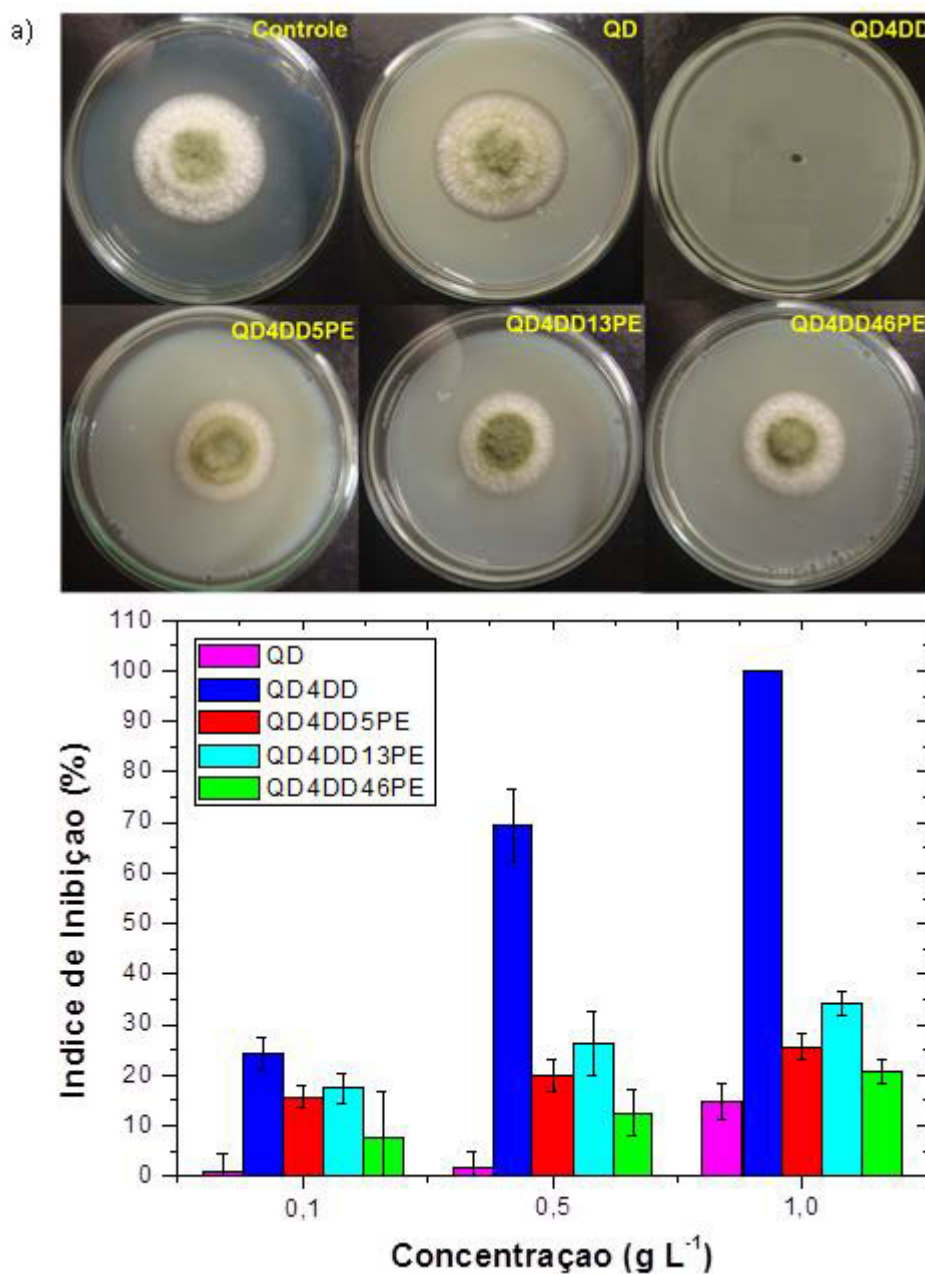 a)
Controle
QD
QD4DD
QD4DD5PE
QD4DD13PE
QD4DD46PE
110
100
90
80
70
60
50
40
30
20
10
0
Indice de Inibiçao (%)
QD
QD4DD
QD4DD5PE
QD4DD13PE
QD4DD46PE
0,1
0,5
1,0
Concentraçao (g L⁻¹)